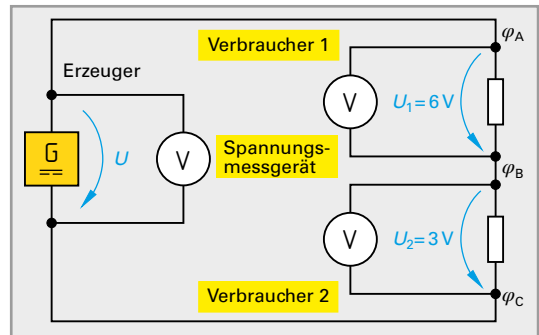 Verbraucher 1
φA
Erzeuger
V
U₁= 6 V
G
U
V
Spannungs-
messgerät
φB
V
U₂= 3 V
Verbraucher 2
φC